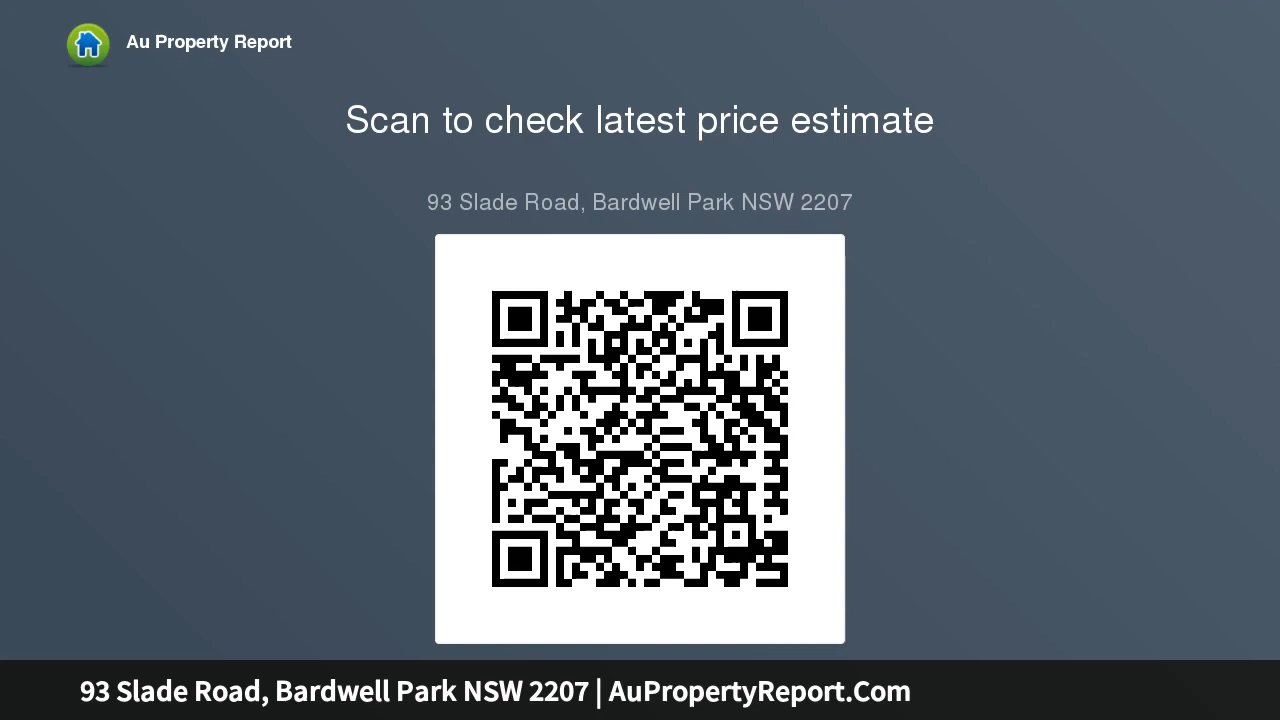 Au Property Report
Scan to check latest price estimate
93 Slade Road, Bardwell Park NSW 2207
93 Slade Road, Bardwell Park NSW 2207 | AuPropertyReport.Com